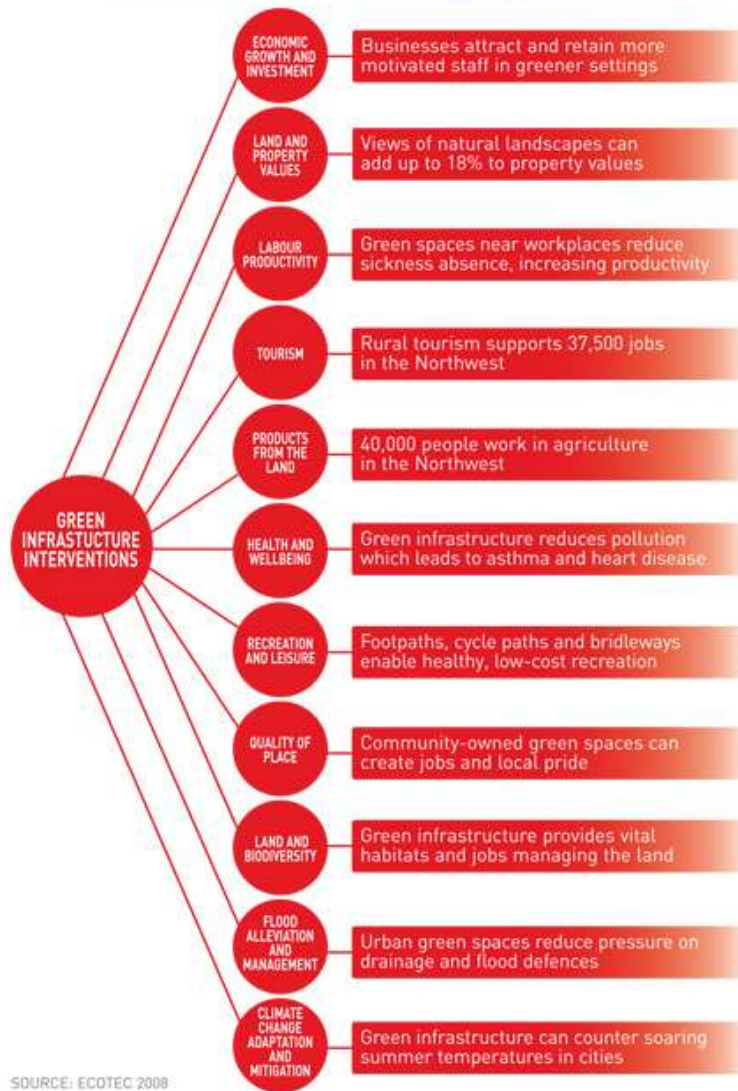 ECONOMIC
GROWTH AND
INVESTMENT
Businesses attract and retain more
motivated staff in greener settings
LAND AND
PROPERTY
VALUES
Views of natural landscapes can
add up to 18% to property values
LABOUR
PRODUCTIVITY
Green spaces near workplaces reduce
sickness absence, increasing productivity
TOURISM
Rural tourism supports 37,500 jobs
in the Northwest
PRODUCTS
FROM THE
LAND
40,000 people work in agriculture
in the Northwest
GREEN
INFRASTUCTURE
INTERVENTIONS
HEALTH AND
WELLBEING
Green infrastructure reduces pollution
which leads to asthma and heart disease
RECREATION
AND LEISURE
Footpaths, cycle paths and bridleways
enable healthy, low-cost recreation
QUALITY OF
PLACE
Community-owned green spaces can
create jobs and local pride
LAND AND
BIODIVERSITY
Green infrastructure provides vital
habitats and jobs managing the land
FLOOD
ALLEVIATION
AND
MANAGEMENT
Urban green spaces reduce pressure on
drainage and flood defences
CLIMATE
CHANGE
ADAPTATION
AND
MITIGATION
Green infrastructure can counter soaring
summer temperatures in cities
SOURCE: ECOTEC 2008